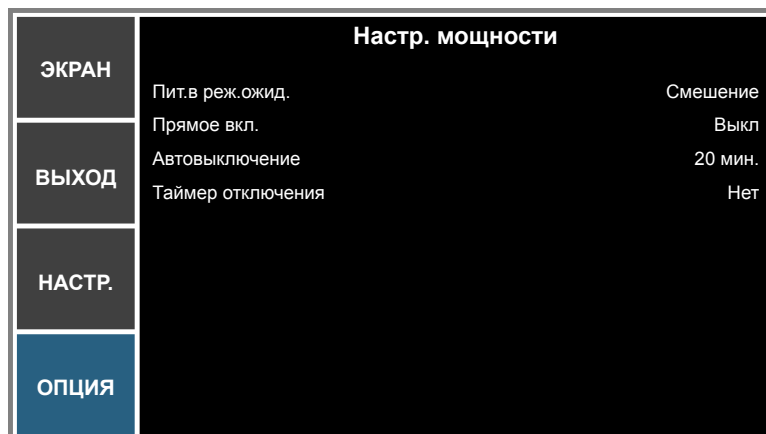 Настр. мощности
ЭКРАН
ВЫХОД
НАСТР.
ОПЦИЯ
Пит.в реж.ожид. Смешение
Прямое вкл. Выкл
Автовыключение 20 мин.
Таймер отключения Нет